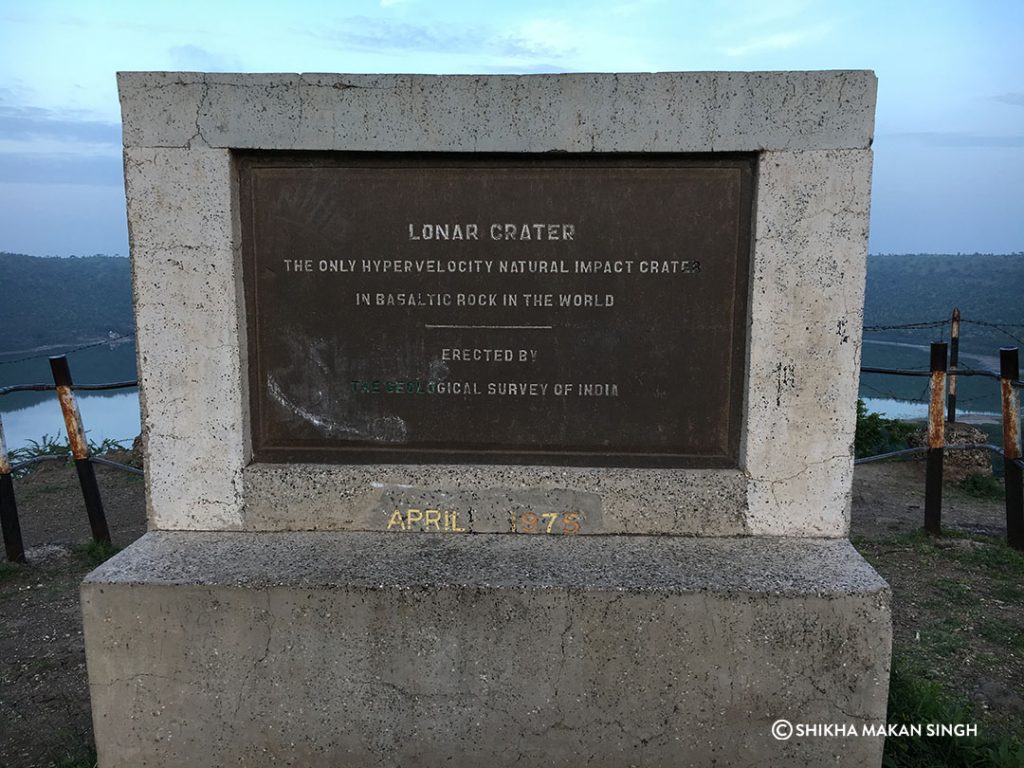 LONAR CRATER
THE ONLY HYPERVELOCITY NATURAL IMPACT CRATER
IN BASALTIC ROCK IN THE WORLD
ERECTED BY
THE GEOLOGICAL SURVEY OF INDIA
APRIL 1975
©SHIKHA MAKAN SINGH